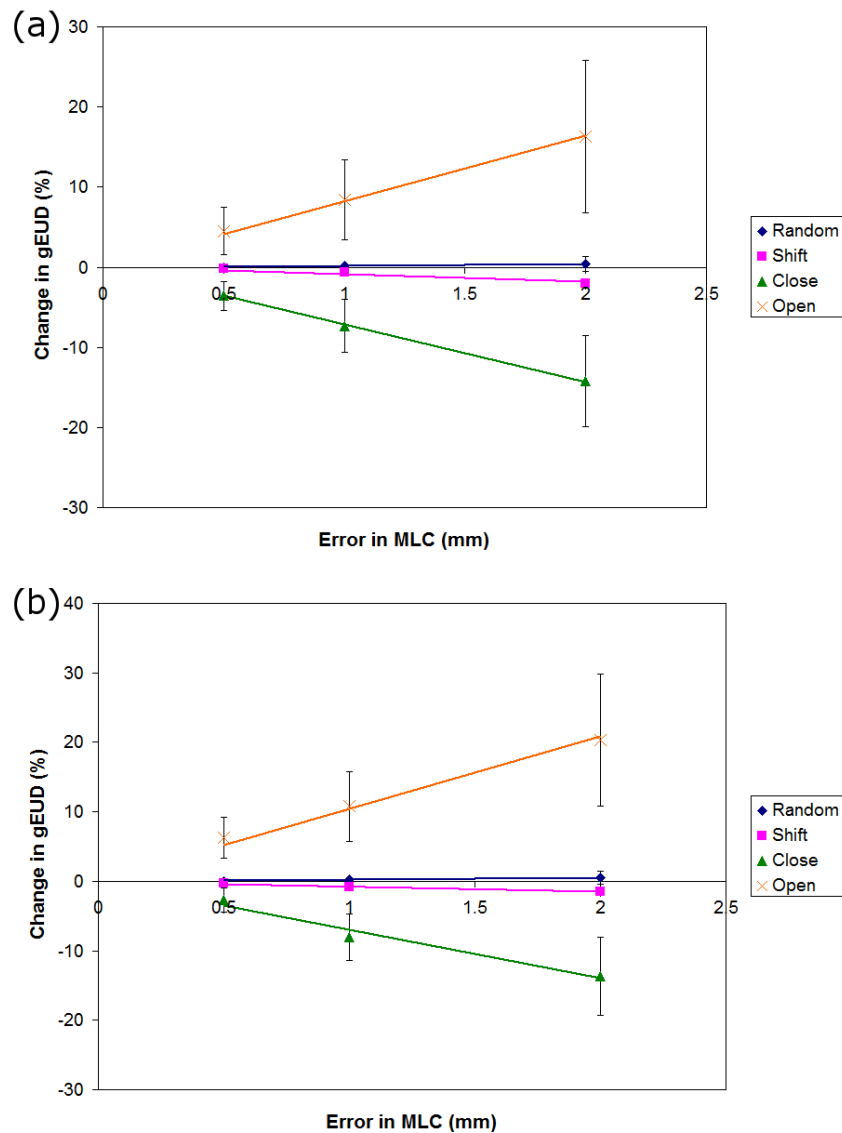 (a)
30
20
10
0
-10
-20
-30
0
0.5
1
1.5
2
2.5
Change in gEUD (%)
Error in MLC (mm)
Random
Shift
Close
Open
(b)
40
30
20
10
0
-10
-20
-30
0
0.5
1
1.5
2
2.5
Change in gEUD (%)
Error in MLC (mm)
Random
Shift
Close
Open